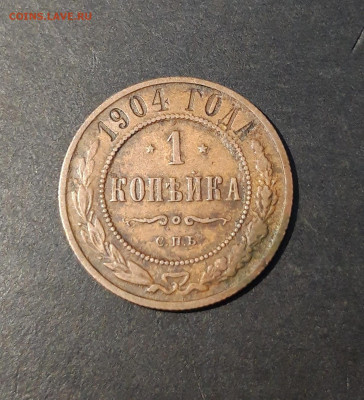 COINS.LAVE.RU
1904 ГОДА
* 1 *
КОПѢЙКА
С.П.Б.